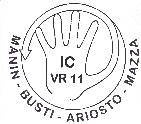 IC
VR 11
MANIN - BUSTI - ARIOSTO - MAZZA